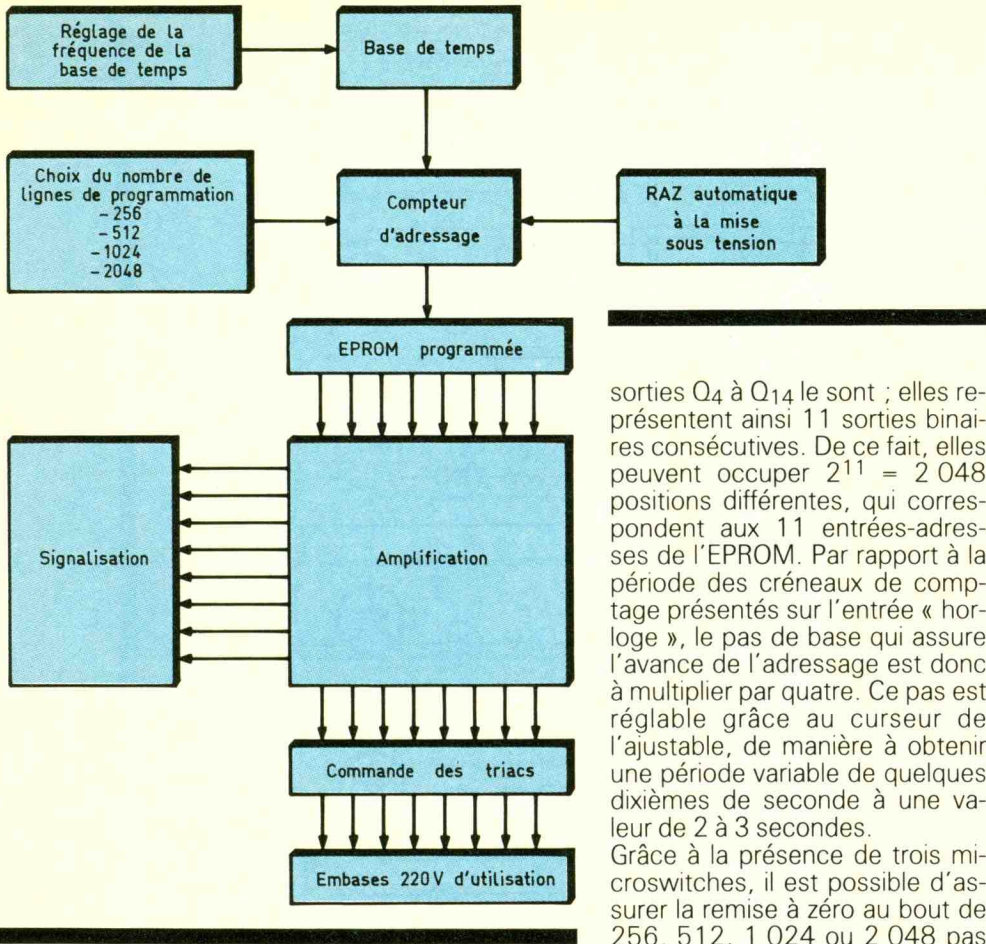 Réglage de la
fréquence de la
base de temps
Base de temps
Choix du nombre de
lignes de programmation
– 256
– 512
– 1024
– 2048
Compteur
d'adressage
RAZ automatique
à la mise
sous tension
EPROM programmée
Signalisation
Amplification
Commande des triacs
Embases 220 V d'utilisation
sorties Q4 à Q14 le sont ; elles re-
présentent ainsi 11 sorties binai-
res consécutives. De ce fait, elles
peuvent occuper 2¹¹ = 2 048
positions différentes, qui corres-
pondent aux 11 entrées-adres-
ses de l'EPROM. Par rapport à la
période des créneaux de comp-
tage présentés sur l'entrée « hor-
loge », le pas de base qui assure
l'avance de l'adressage est donc
à multiplier par quatre. Ce pas est
réglable grâce au curseur de
l'ajustable, de manière à obtenir
une période variable de quelques
dixièmes de seconde à une va-
leur de 2 à 3 secondes.
Grâce à la présence de trois mi-
croswitches, il est possible d'as-
surer la remise à zéro au bout de
256, 512, 1 024 ou 2 048 pas